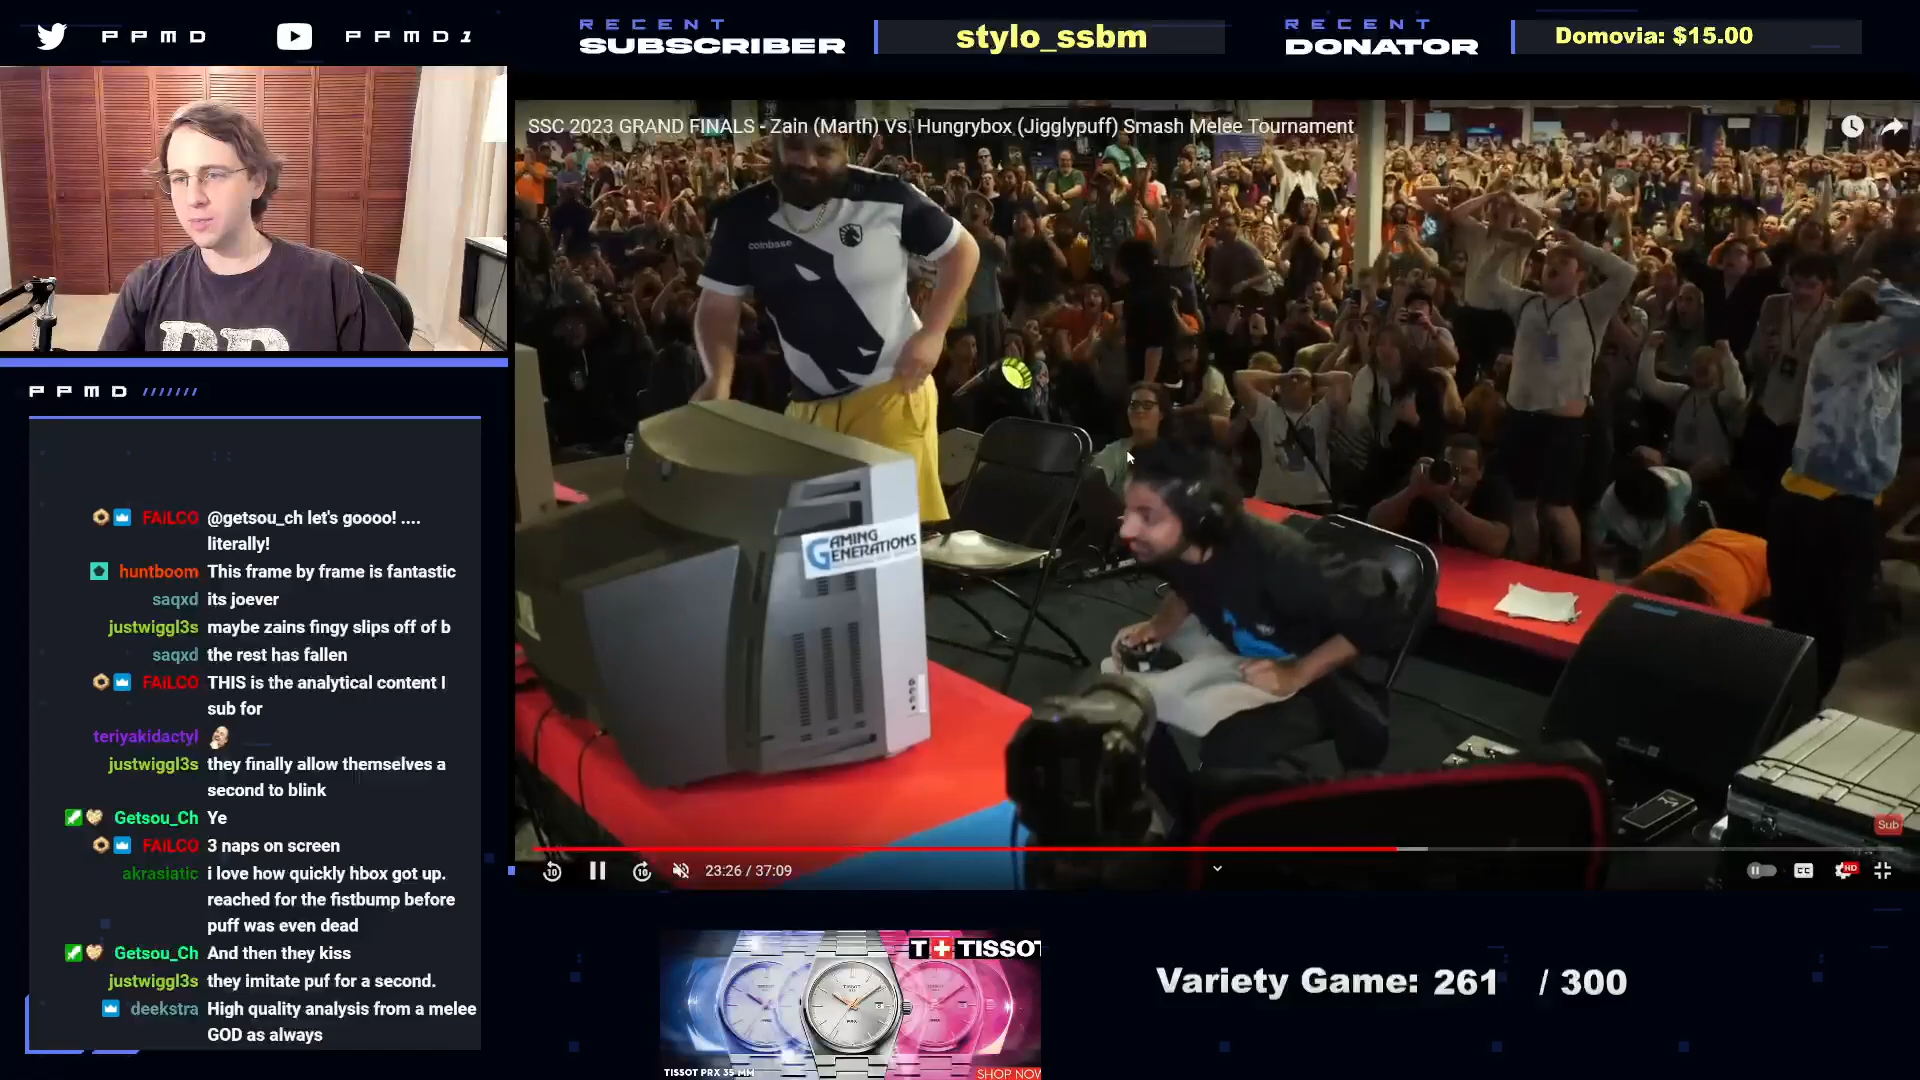 PPMD
PPMD1
RECENT
SUBSCRIBER
stylo_ssbm
RECENT
DONATOR
Domovia: $15.00
SSC 2023 GRAND FINALS - Zain (Marth) Vs. Hungrybox (Jigglypuff) Smash Melee Tournament
coinbase
GAMING
GENERATIONS
PPMD
FAiLCO @getsou_ch let's goooo! ....
literally!
huntboom This frame by frame is fantastic
saqxd its joever
justwiggl3s maybe zains fingy slips off of b
saqxd the rest has fallen
FAiLCO THIS is the analytical content I
sub for
teriyakidactyl
justwiggl3s they finally allow themselves a
second to blink
Getsou_Ch Ye
FAiLCO 3 naps on screen
akrasiatic i love how quickly hbox got up.
reached for the fistbump before
puff was even dead
Getsou_Ch And then they kiss
justwiggl3s they imitate puf for a second.
deekstra High quality analysis from a melee
GOD as always
Sub
10
10
23:26 / 37:09
CC
HD
T+TISSOT
TISSOT PRX 35 MM
SHOP NOW
Variety Game: 261 / 300